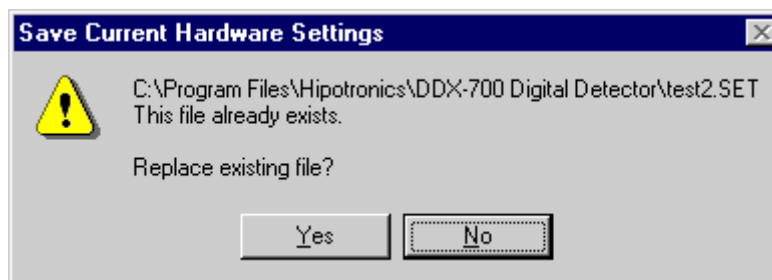 Save Current Hardware Settings
C:\Program Files\Hipotronics\DDX-700 Digital Detector\test2.SET
This file already exists.
Replace existing file?
Yes No